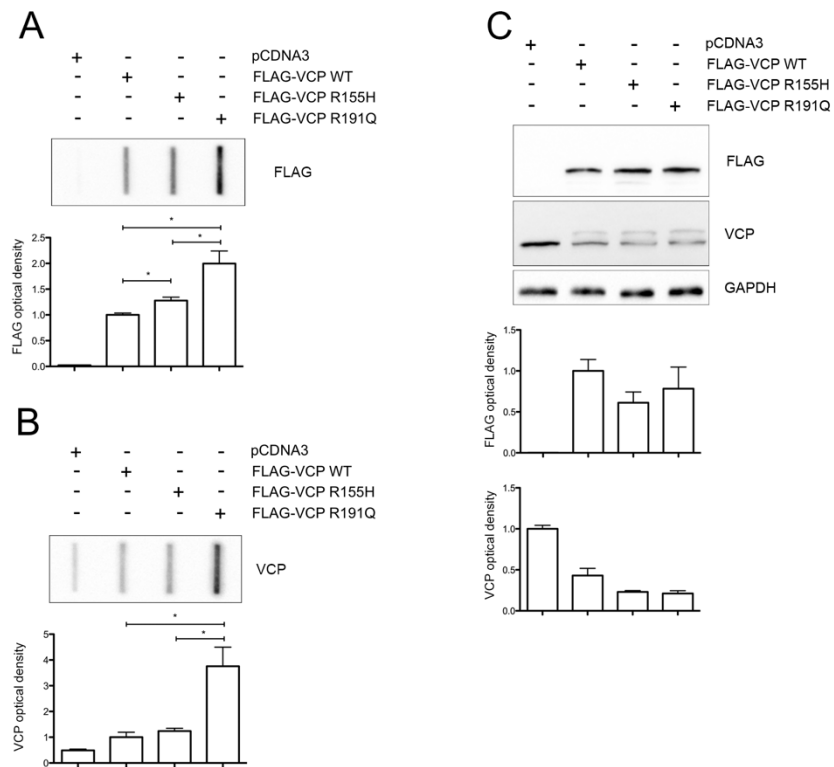 A
+ - - - pCDNA3
- + - - FLAG-VCP WT
- - + - FLAG-VCP R155H
- - - + FLAG-VCP R191Q
FLAG
* 
* *
FLAG optical density
2.5
2.0
1.5
1.0
0.5
0.0
B
+ - - - pCDNA3
- + - - FLAG-VCP WT
- - + - FLAG-VCP R155H
- - - + FLAG-VCP R191Q
VCP
*
*
VCP optical density
5
4
3
2
1
0
C
+ - - - pCDNA3
- + - - FLAG-VCP WT
- - + - FLAG-VCP R155H
- - - + FLAG-VCP R191Q
FLAG
VCP
GAPDH
FLAG optical density
1.5
1.0
0.5
0.0
VCP optical density
1.5
1.0
0.5
0.0